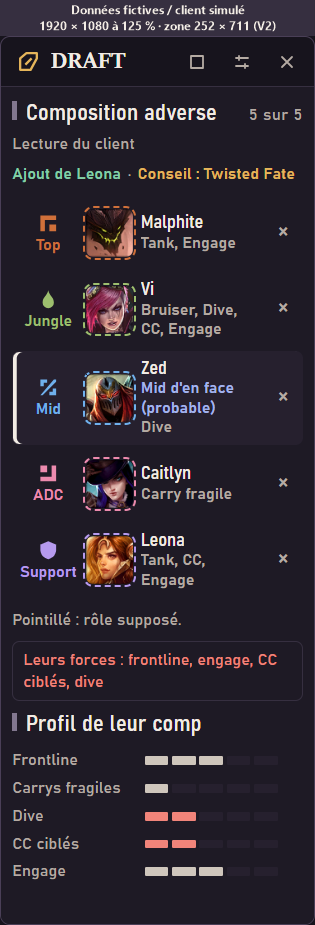 Données fictives / client simulé
1920 × 1080 à 125 % · zone 252 × 711 (V2)
DRAFT
Composition adverse 5 sur 5
Lecture du client
Ajout de Leona · Conseil : Twisted Fate
Top
Malphite
Tank, Engage
×
Jungle
Vi
Bruiser, Dive,
CC, Engage
×
Mid
Zed
Mid d'en face
(probable)
Dive
×
ADC
Caitlyn
Carry fragile
×
Support
Leona
Tank, CC,
Engage
×
Pointillé : rôle supposé.
Leurs forces : frontline, engage, CC
ciblés, dive
Profil de leur comp
Frontline
Carrys fragiles
Dive
CC ciblés
Engage